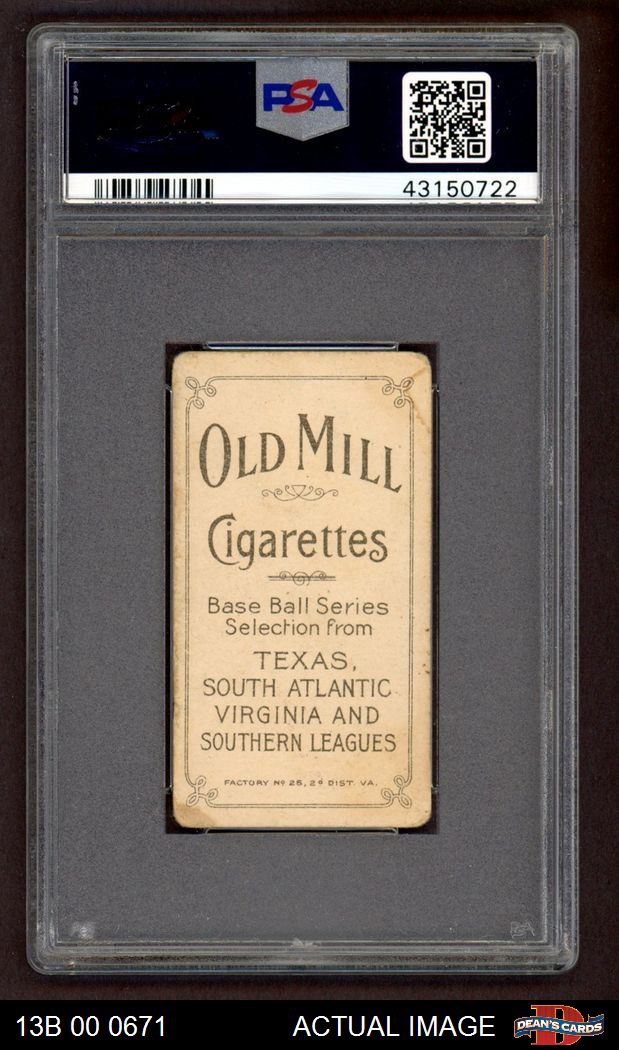 PSA
43150722
OLD MILL
Cigarettes
Base Ball Series
Selection from
TEXAS,
SOUTH ATLANTIC
VIRGINIA AND
SOUTHERN LEAGUES
FACTORY Nº 25, 2d DIST. VA.
PSA
13B 00 0671 ACTUAL IMAGE DEAN'S CARDS